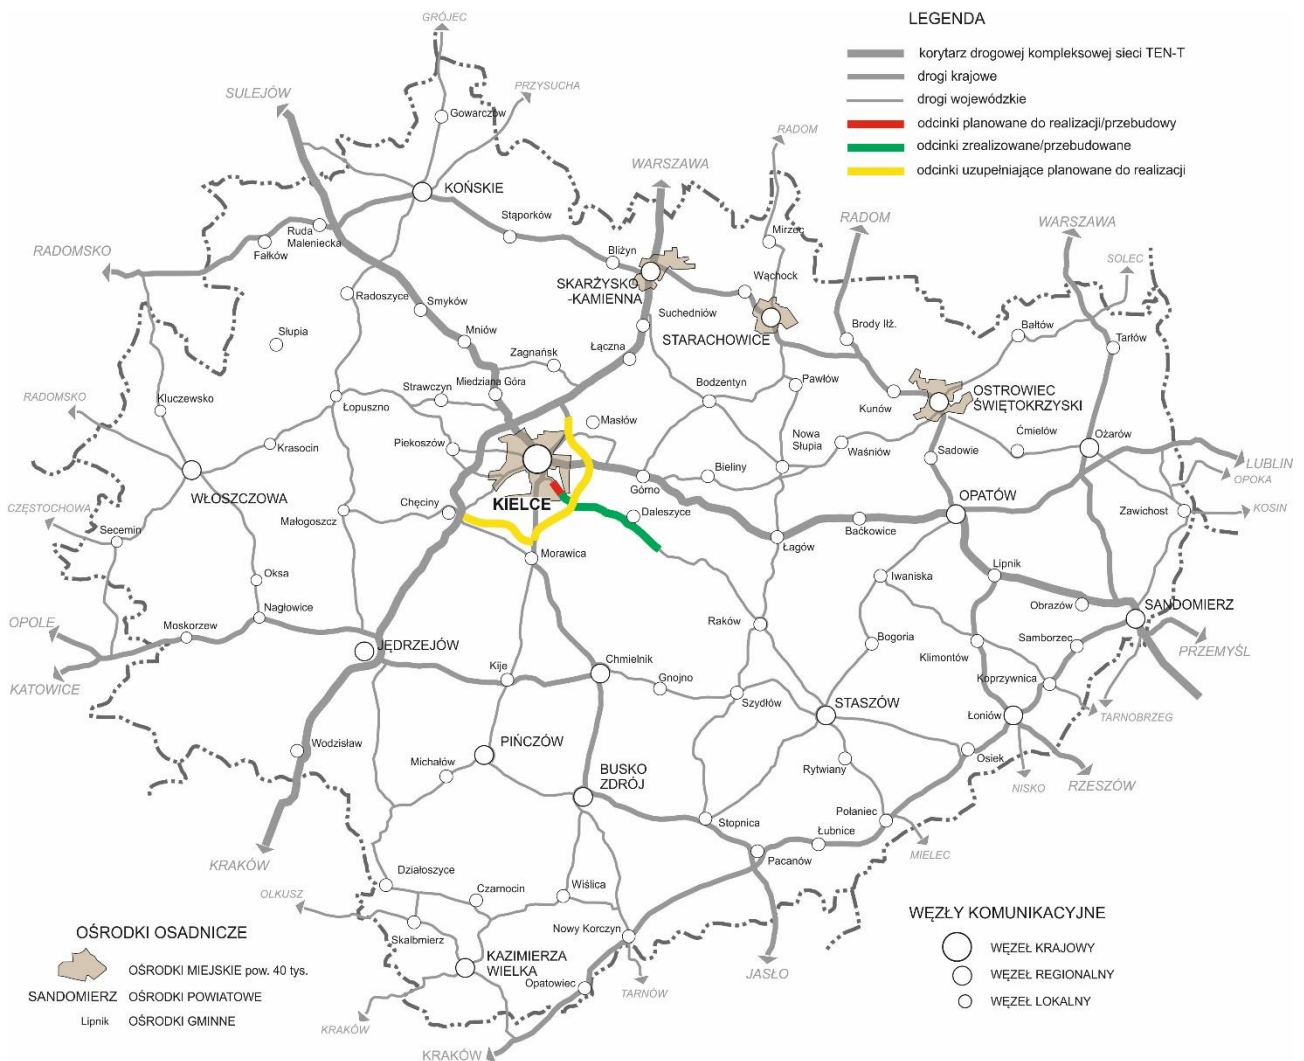 LEGENDA
korytarz drogowej kompleksowej sieci TEN-T
drogi krajowe
drogi wojewódzkie
odcinki planowane do realizacji/przebudowy
odcinki zrealizowane/przebudowane
odcinki uzupełniające planowane do realizacji
GRÓJEC
PRZYSUCHA
SULEJÓW
Gowarczów
RADOM
WARSZAWA
KOŃSKIE
RADOM
WARSZAWA
Stąporków
Ruda
Maleniecka
Mirzec
RADOMSKO
Fałków
Bliżyn
SOLEC
Wąchock
SKARŻYSKO
-KAMIENNA
Radoszyce
Smyków
Suchedniów
STARACHOWICE
Brody Iłż.
Bałtów
Tarłów
Słupia
Mniów
Zagnańsk
Łączna
Strawczyn
Miedziana Góra
Bodzentyn
Pawłów
Kunów
OSTROWIEC
ŚWIĘTOKRZYSKI
RADOMSKO
Kluczewsko
Łopuszno
Masłów
Krasocin
Piekoszów
Nowa
Słupia
Waśniów
Ćmielów
Ożarów
Sadowie
LUBLIN
OPOKA
WŁOSZCZOWA
Górno
Bieliny
KIELCE
Chęciny
OPATÓW
CZĘSTOCHOWA
Małogoszcz
Daleszyce
Zawichost
KOSIN
Secemin
Baćkowice
Łagów
Morawica
Iwaniska
Lipnik
Oksa
Obrazów
SANDOMIERZ
Nagłowice
OPOLE
Moskorzew
Raków
Bogoria
Samborzec
Klimontów
PRZEMYŚL
JĘDRZEJÓW
Kije
Chmielnik
Gnojno
KATOWICE
Koprzywnica
Szydłów
STASZÓW
Łoniów
TARNOBRZEG
Wodzisław
PIŃCZÓW
Michałów
BUSKO
ZDRÓJ
Rytwiany
Osiek
NISKO
RZESZÓW
Połaniec
Stopnica
Łubnice
MIELEC
KRAKÓW
Pacanów
Działoszyce
Czarnocin
Wiślica
OLKUSZ
Skalbmierz
Nowy Korczyn
KAZIMIERZA
WIELKA
JASŁO
Opatowiec
TARNÓW
KRAKÓW
KRAKÓW
OŚRODKI OSADNICZE
OŚRODKI MIEJSKIE pow. 40 tys.
SANDOMIERZ OŚRODKI POWIATOWE
Lipnik OŚRODKI GMINNE
WĘZŁY KOMUNIKACYJNE
WĘZEŁ KRAJOWY
WĘZEŁ REGIONALNY
WĘZEŁ LOKALNY